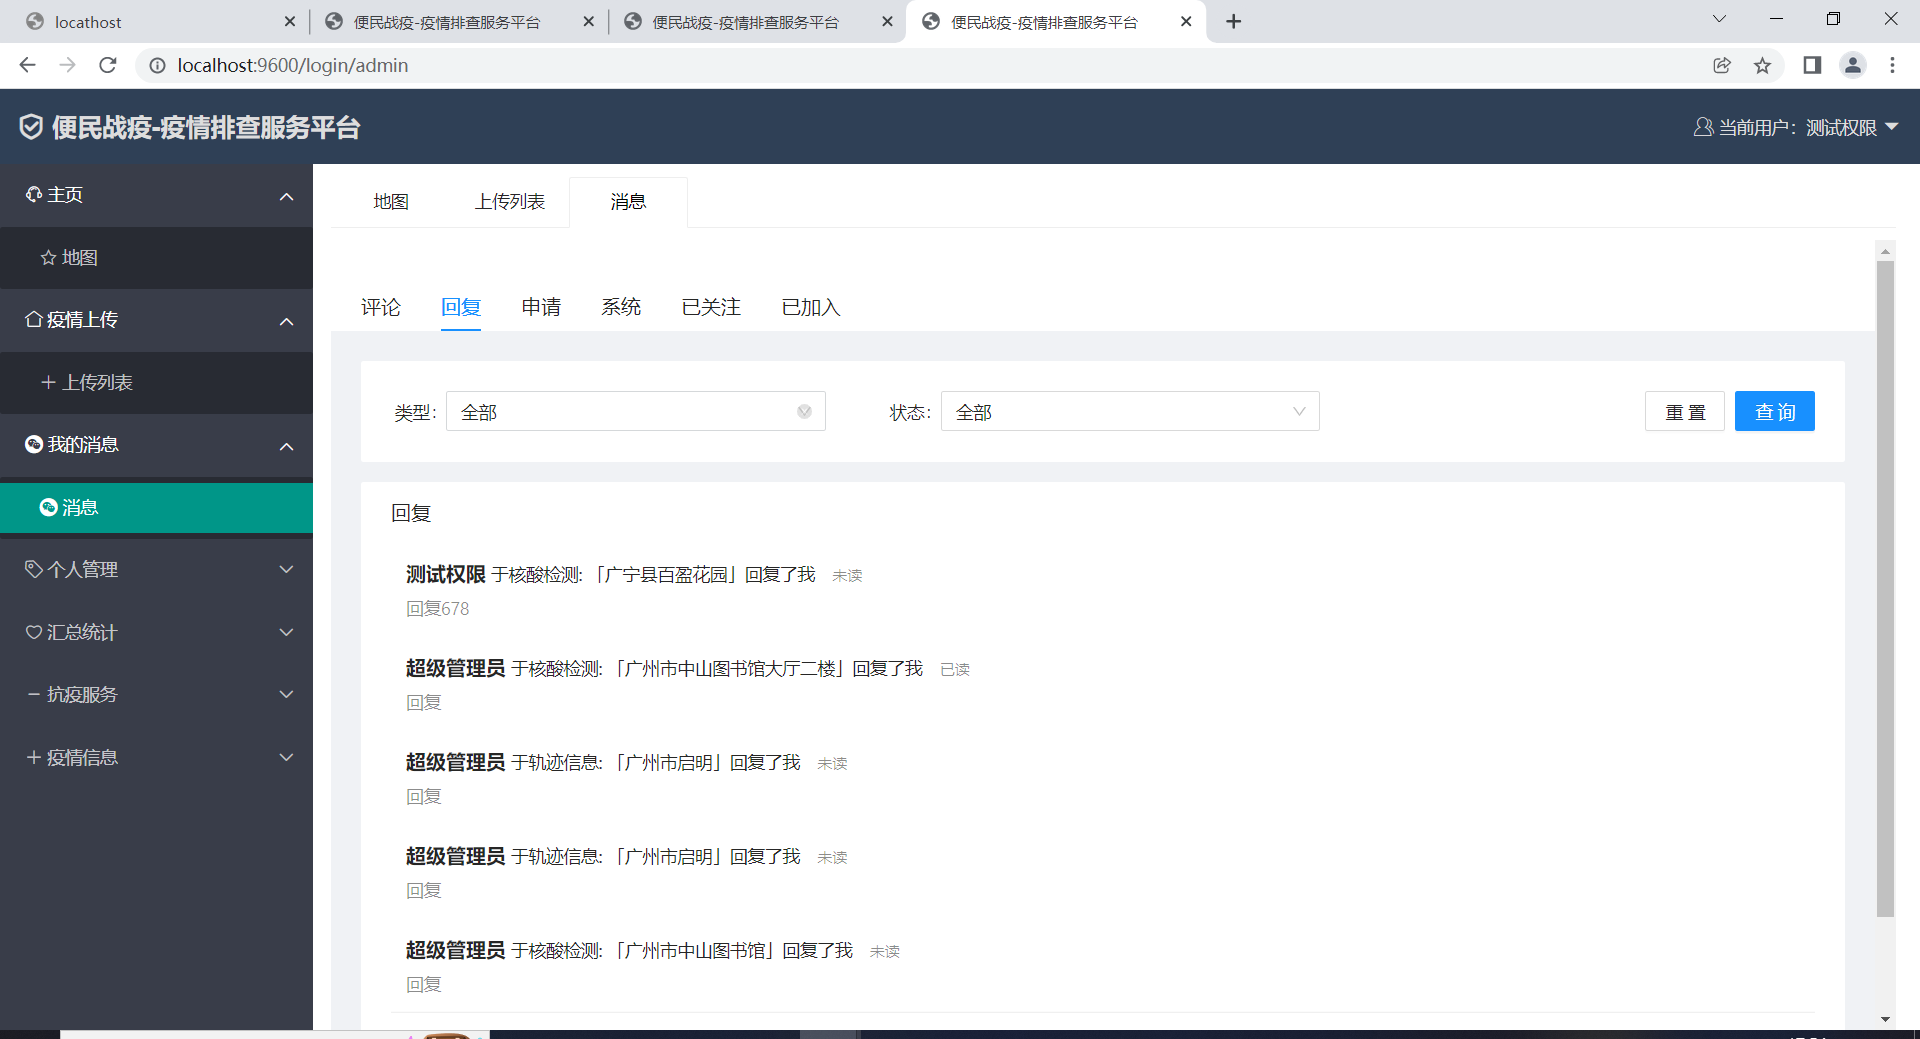 locathost
便民战疫-疫情排查服务平台
便民战疫-疫情排查服务平台
便民战疫-疫情排查服务平台
localhost:9600/login/admin
便民战疫-疫情排查服务平台
当前用户：测试权限
主页
地图
疫情上传
上传列表
我的消息
消息
个人管理
汇总统计
抗疫服务
疫情信息
地图 上传列表 消息
评论 回复 申请 系统 已关注 已加入
类型: 全部 状态: 全部 重置 查询
回复
测试权限 于核酸检测: 「广宁县百盈花园」回复了我 未读
回复678
超级管理员 于核酸检测: 「广州市中山图书馆大厅二楼」回复了我 已读
回复
超级管理员 于轨迹信息: 「广州市启明」回复了我 未读
回复
超级管理员 于轨迹信息: 「广州市启明」回复了我 未读
回复
超级管理员 于核酸检测: 「广州市中山图书馆」回复了我 未读
回复